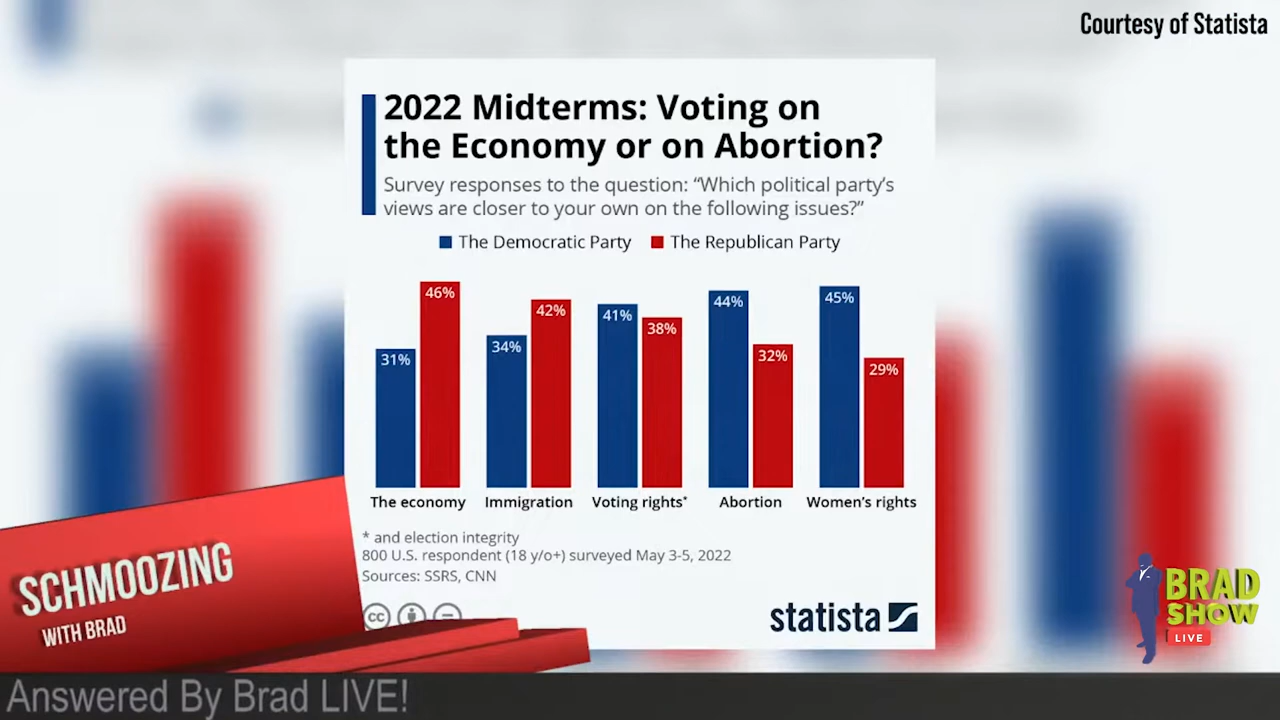 Courtesy of Statista
2022 Midterms: Voting on
the Economy or on Abortion?
Survey responses to the question: “Which political party’s
views are closer to your own on the following issues?”
The Democratic Party The Republican Party
31% 46% 34% 42% 41% 38% 44% 32% 45% 29%
The economy Immigration Voting rights* Abortion Women’s rights
* and election integrity
800 U.S. respondent (18 y/o+) surveyed May 3-5, 2022
Sources: SSRS, CNN
cc
statista
SCHMOOZING
WITH BRAD
BRAD
SHOW
LIVE
Answered By Brad LIVE!